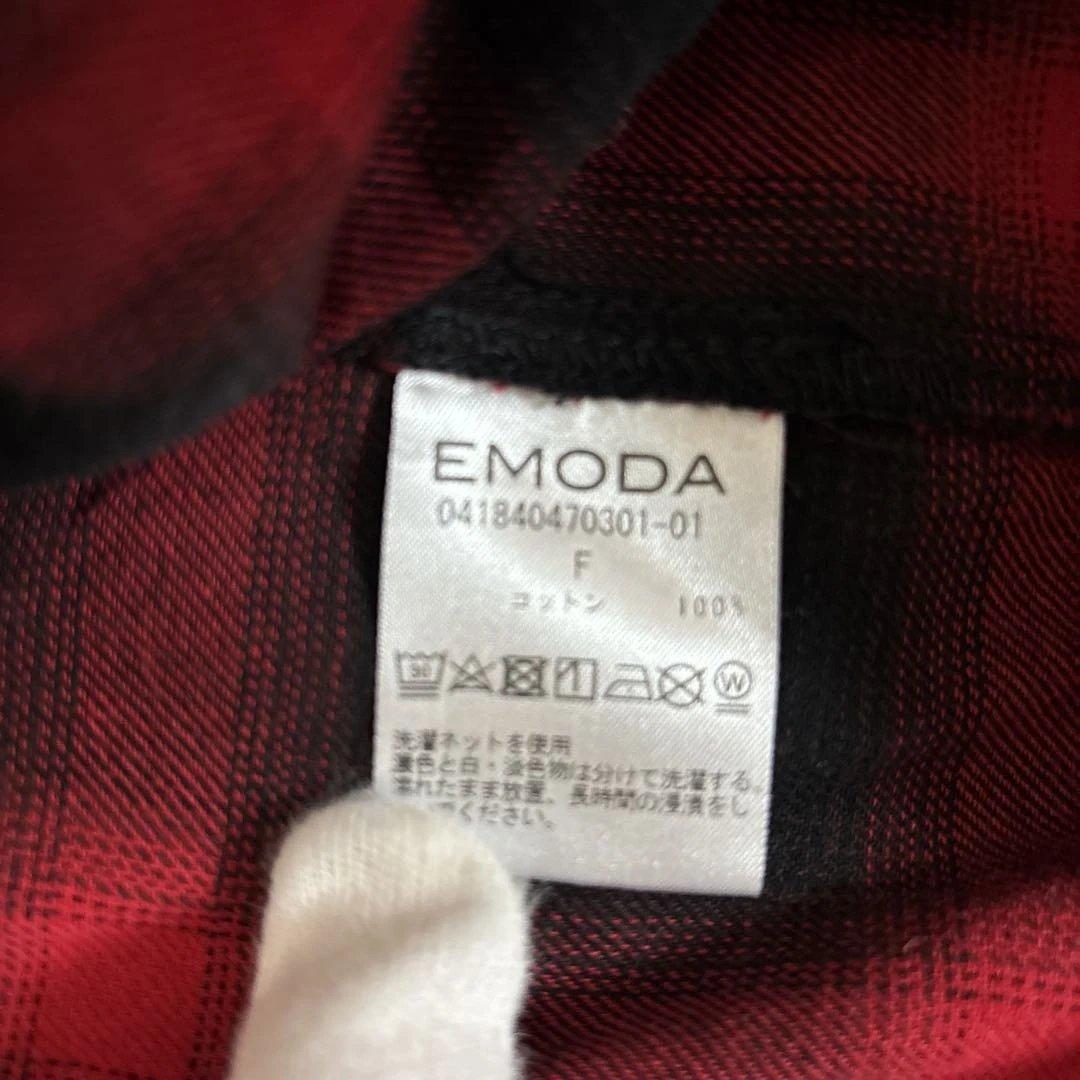 EMODA
041840470301-01
F
コットン 100%
30
W
洗濯ネットを使用
濃色と白・淡色物は分けて洗濯する
濡れたまま放置、長時間の浸漬をし
でください。